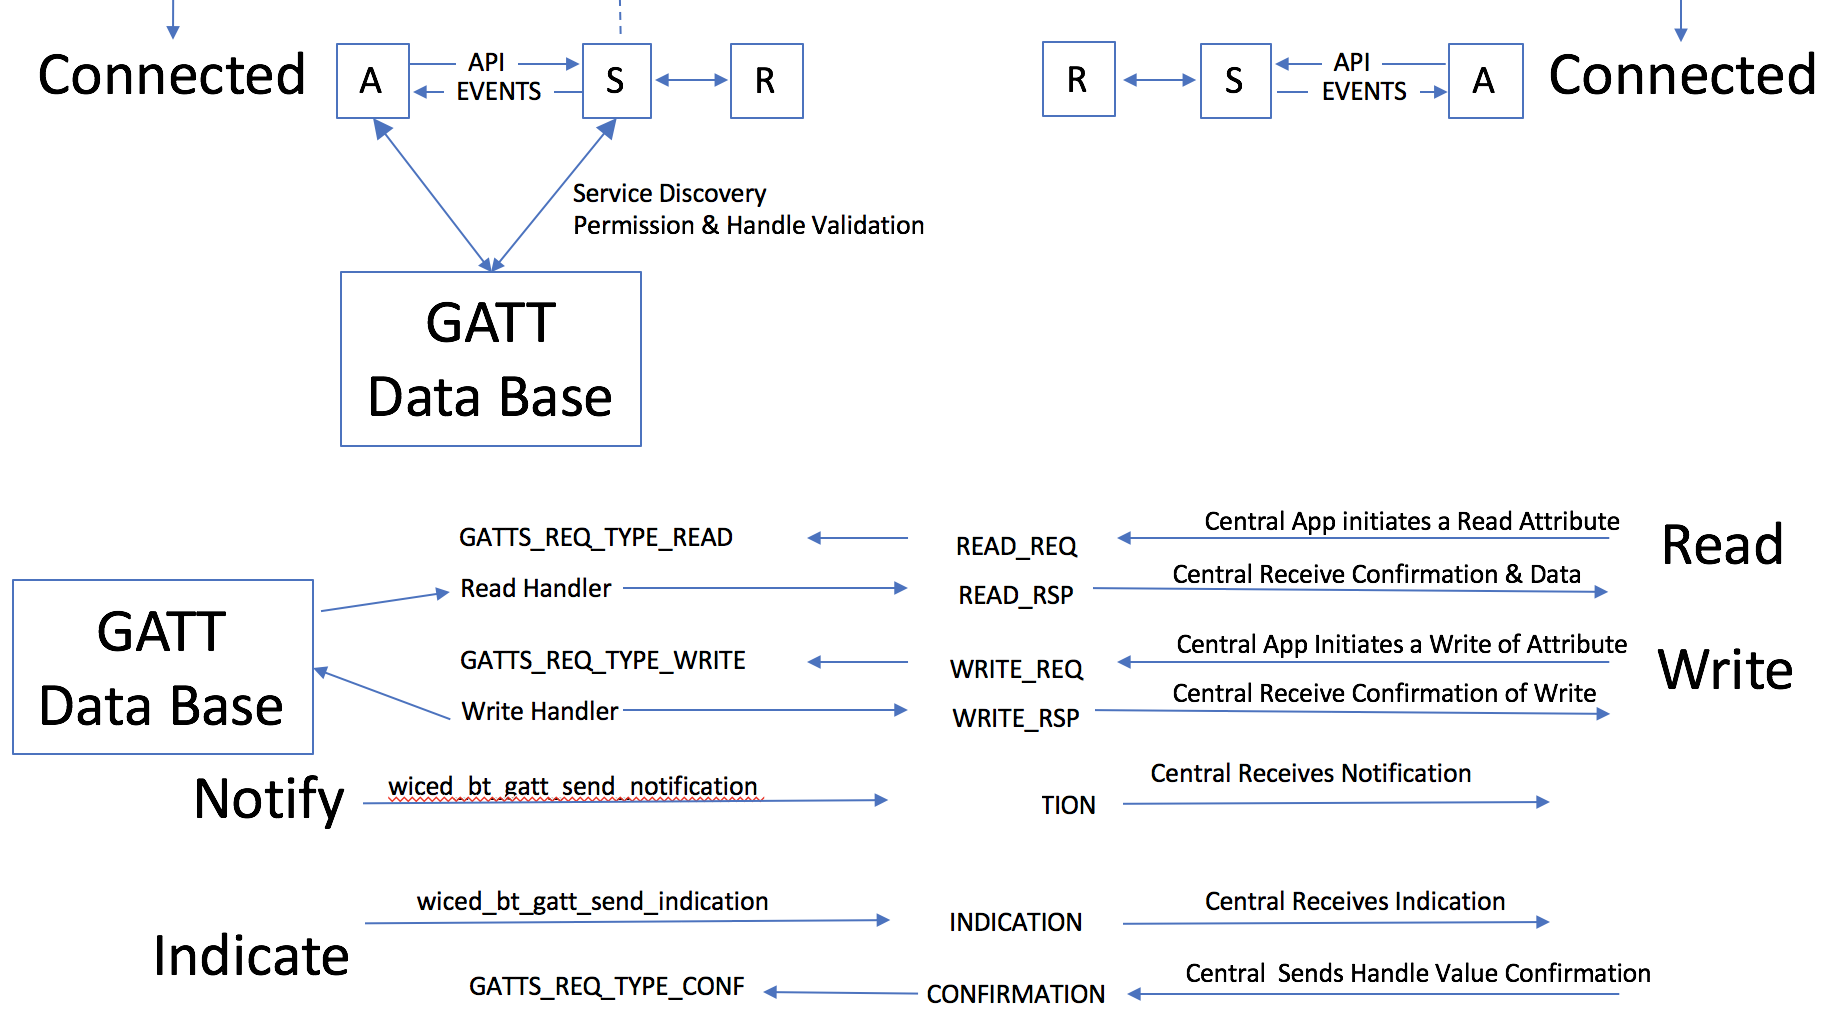 Connected
A
API
EVENTS
S
R
R
S
API
EVENTS
A
Connected
Service Discovery
Permission & Handle Validation
GATT
Data Base
GATTS_REQ_TYPE_READ
READ_REQ
Central App initiates a Read Attribute
Read
Read Handler
READ_RSP
Central Receive Confirmation & Data
GATT
Data Base
GATTS_REQ_TYPE_WRITE
WRITE_REQ
Central App Initiates a Write of Attribute
Write
Write Handler
WRITE_RSP
Central Receive Confirmation of Write
Notify
wiced_bt_gatt_send_notification
TION
Central Receives Notification
Indicate
wiced_bt_gatt_send_indication
INDICATION
Central Receives Indication
GATTS_REQ_TYPE_CONF
CONFIRMATION
Central Sends Handle Value Confirmation